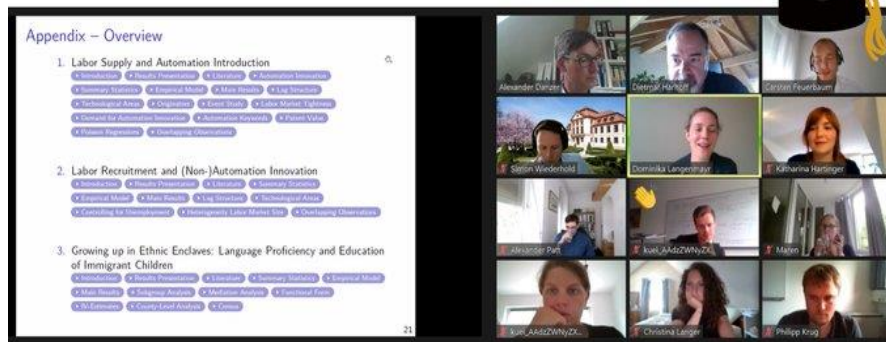 Appendix – Overview
1. Labor Supply and Automation Introduction
Introduction Results Presentation Literature Automation Innovation
Summary Statistics Empirical Model Main Results Lag Structure
Technological Areas Origination Event Study Labor Market Tightness
Demand for Automation Innovation Automation Keywords Patent Value
Poisson Regressions Overlapping Observations
2. Labor Recruitment and (Non-)Automation Innovation
Introduction Results Presentation Literature Summary Statistics
Empirical Model Main Results Lag Structure Technological Areas
Controlling for Unemployment Heterogeneity Labor Market Size Overlapping Observations
3. Growing up in Ethnic Enclaves: Language Proficiency and Education
of Immigrant Children
Introduction Results Presentation Literature Summary Statistics Empirical Model
Main Results Subgroup Analysis Mediation Analysis Functional Form
IV-Estimates County-Level Analysis Census
21
Alexander Danzer
Dietmar Harhoff
Carsten Feuerbaum
Simon Wiederhold
Dominika Langenmayr
Katharina Hartinger
Alexander Patt
kuei_AAdzZWNyZX...
Maren
kuei_AAdzZWNyZX...
Christina Langer
Philipp Krug